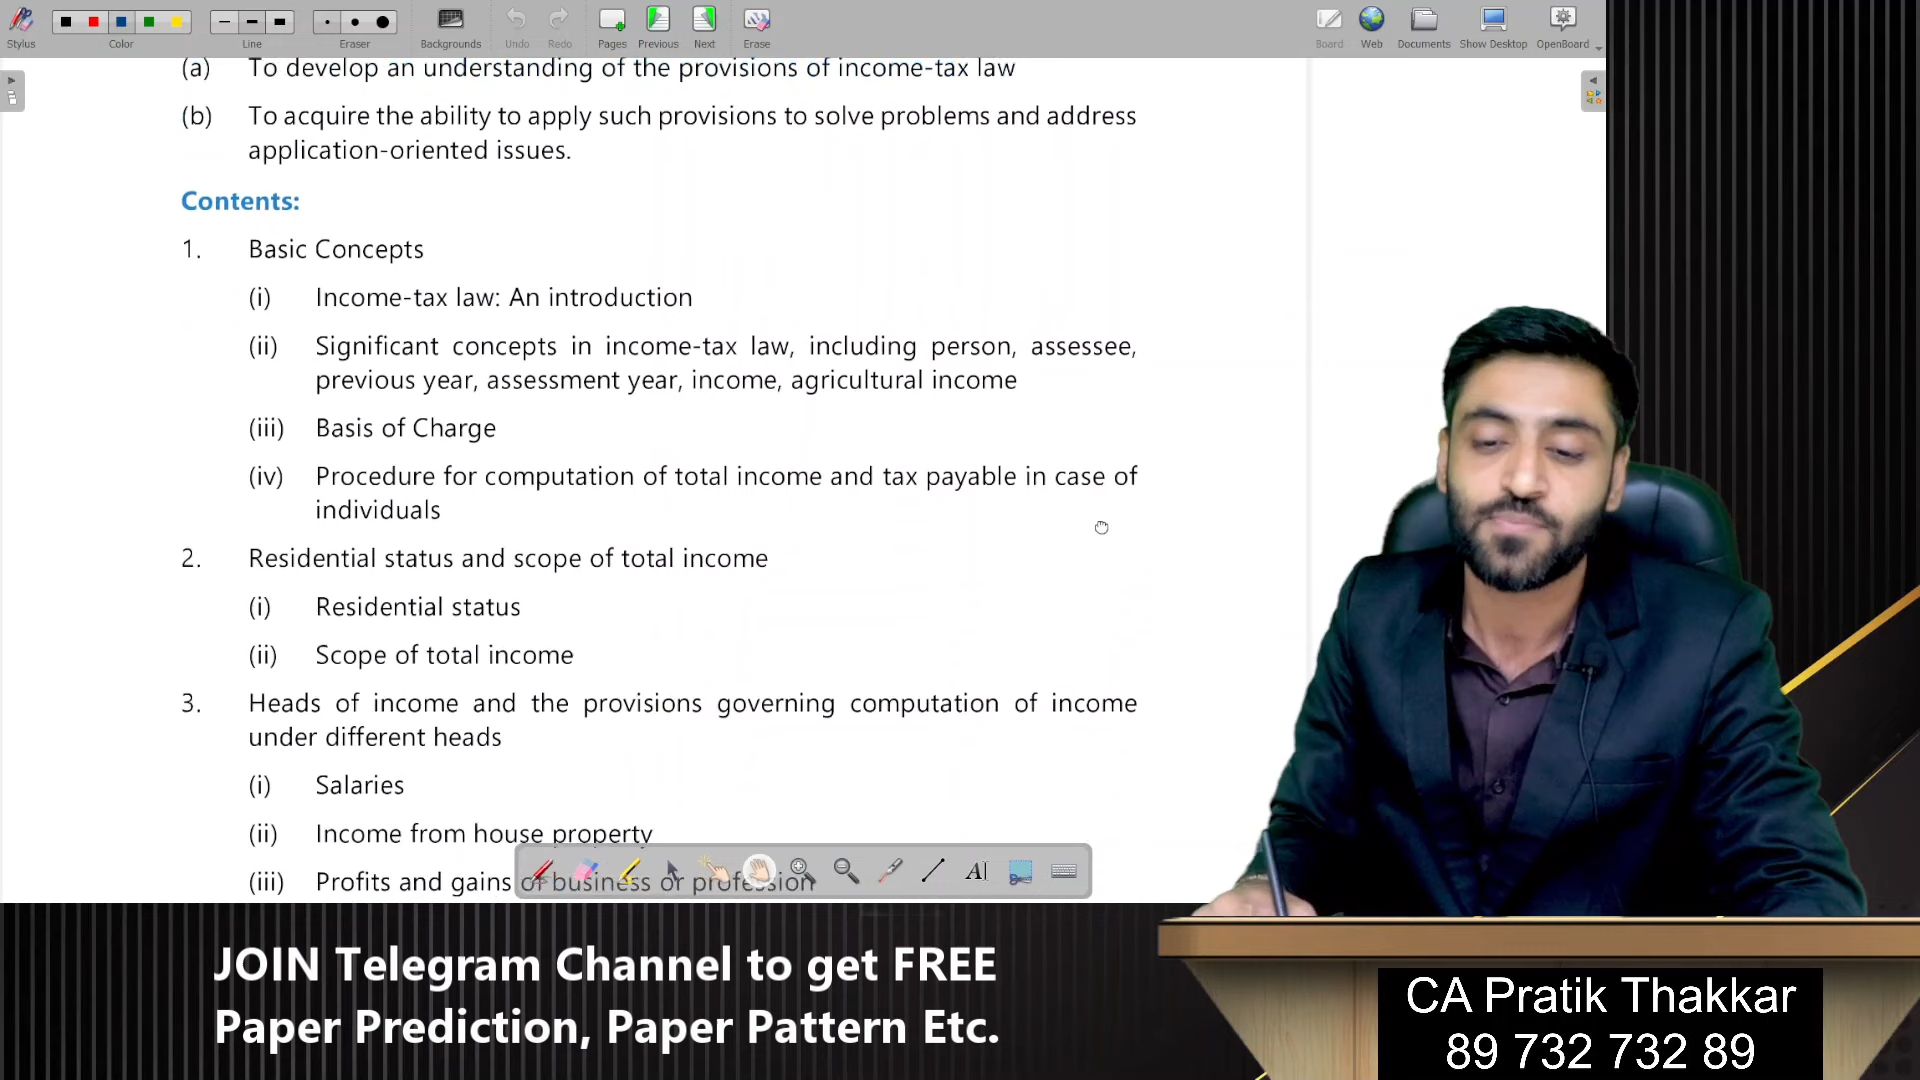 Stylus
Color
Line
Eraser
Backgrounds
Undo
Redo
Pages
Previous
Next
Erase
Board
Web
Documents
Show Desktop
OpenBoard
(a) To develop an understanding of the provisions of income-tax law
(b) To acquire the ability to apply such provisions to solve problems and address
application-oriented issues.
Contents:
1. Basic Concepts
(i) Income-tax law: An introduction
(ii) Significant concepts in income-tax law, including person, assessee,
previous year, assessment year, income, agricultural income
(iii) Basis of Charge
(iv) Procedure for computation of total income and tax payable in case of
individuals
2. Residential status and scope of total income
(i) Residential status
(ii) Scope of total income
3. Heads of income and the provisions governing computation of income
under different heads
(i) Salaries
(ii) Income from house property
(iii) Profits and gains of business or profession
JOIN Telegram Channel to get FREE
Paper Prediction, Paper Pattern Etc.
CA Pratik Thakkar
89 732 732 89